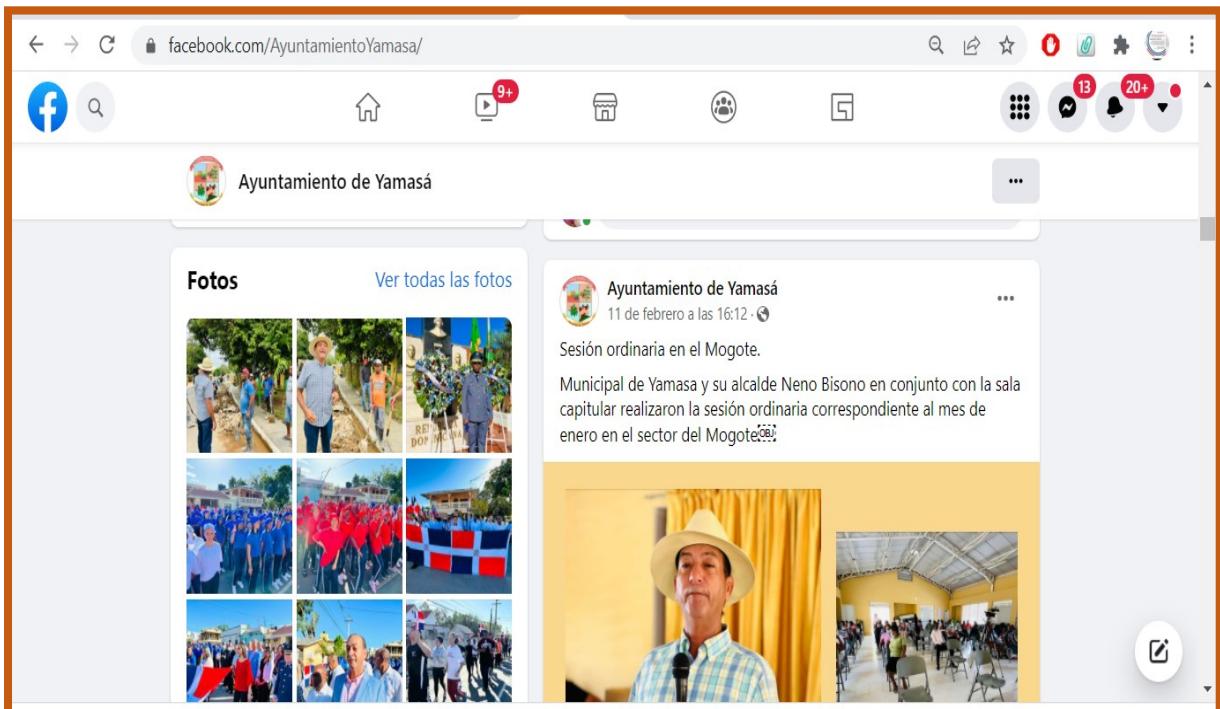 facebook.com/AyuntamientoYamasa/
9+
13
20+
Ayuntamiento de Yamasá
Fotos
Ver todas las fotos
Ayuntamiento de Yamasá
11 de febrero a las 16:12 ·
Sesión ordinaria en el Mogote.
Municipal de Yamasa y su alcalde Neno Bisono en conjunto con la sala
capitular realizaron la sesión ordinaria correspondiente al mes de
enero en el sector del Mogote￼